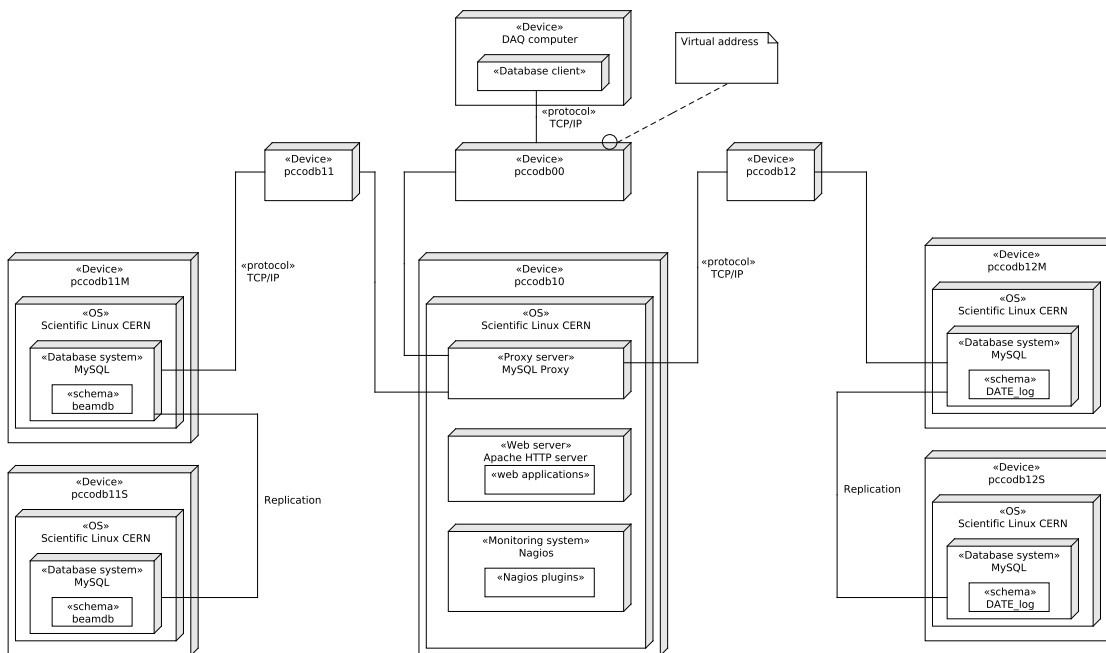 «Device»
DAQ computer
«Database client»
Virtual address
«protocol»
TCP/IP
«Device»
pccodb11
«Device»
pccodb00
«Device»
pccodb12
«protocol»
TCP/IP
«protocol»
TCP/IP
«Device»
pccodb11M
«OS»
Scientific Linux CERN
«Database system»
MySQL
«schema»
beamdb
«Device»
pccodb10
«OS»
Scientific Linux CERN
«Proxy server»
MySQL Proxy
«Web server»
Apache HTTP server
«web applications»
«Monitoring system»
Nagios
«Nagios plugins»
«Device»
pccodb12M
«OS»
Scientific Linux CERN
«Database system»
MySQL
«schema»
DATE_log
«Device»
pccodb11S
«OS»
Scientific Linux CERN
«Database system»
MySQL
«schema»
beamdb
Replication
Replication
«Device»
pccodb12S
«OS»
Scientific Linux CERN
«Database system»
MySQL
«schema»
DATE_log